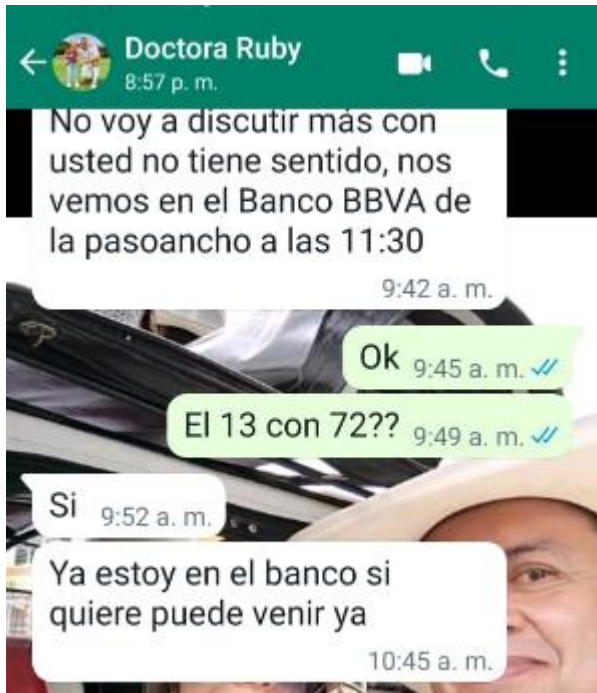 Doctora Ruby
8:57 p. m.
No voy a discutir más con
usted no tiene sentido, nos
vemos en el Banco BBVA de
la pasoancho a las 11:30
9:42 a. m.
Ok 9:45 a. m.
El 13 con 72?? 9:49 a. m.
Si 9:52 a. m.
Ya estoy en el banco si
quiere puede venir ya
10:45 a. m.